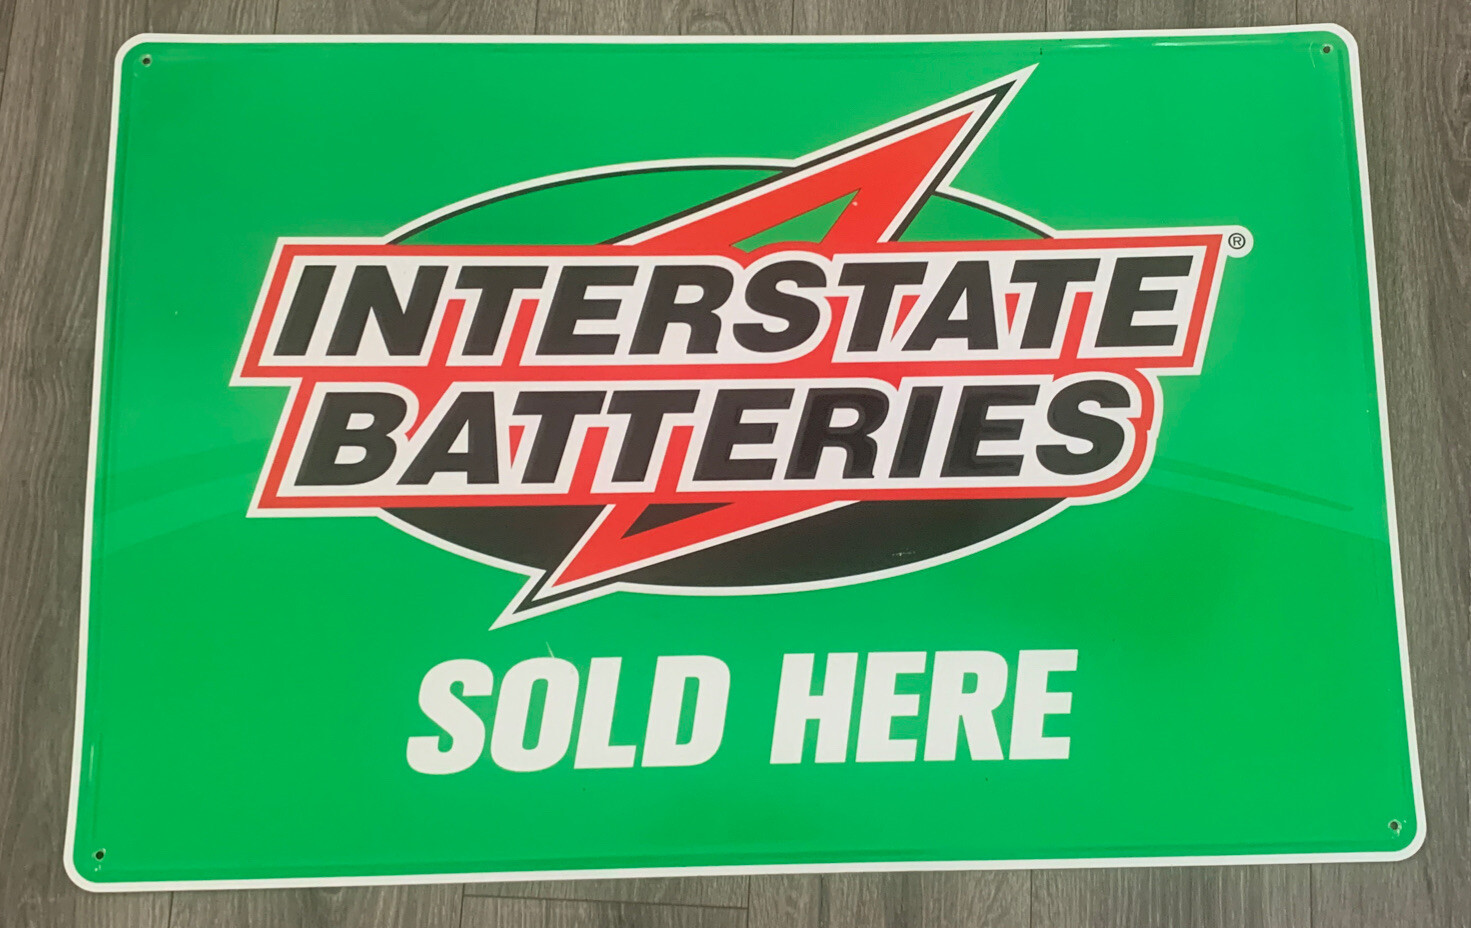 INTERSTATE ®
BATTERIES
SOLD HERE